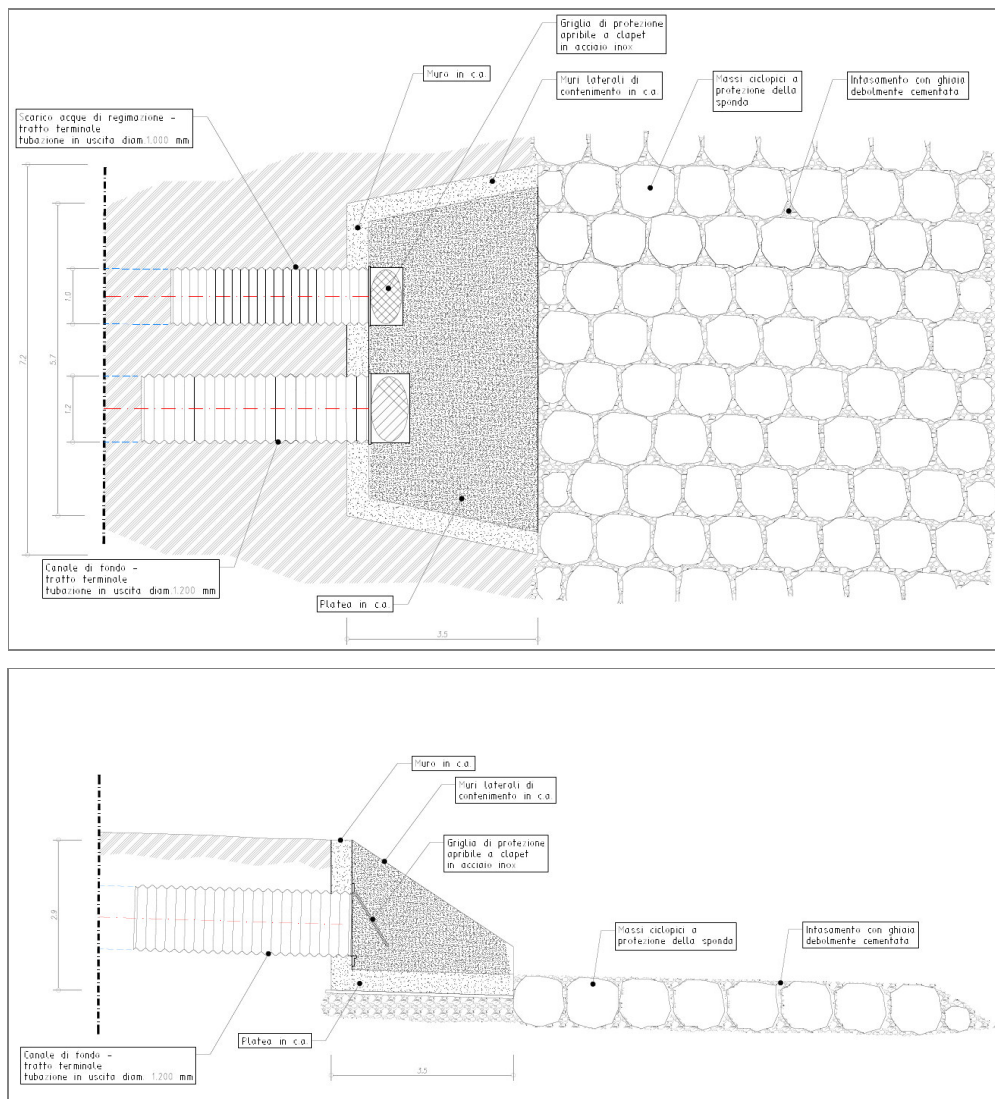 Griglia di protezione
apribile a clapet
in acciaio inox
Muro in c.a.
Muri laterali di
contenimento in c.a.
Massi ciclopici a
protezione della
sponda
Intasamento con ghiaia
debolmente cementata
Scarico acque di regimazione -
tratto terminale
tubazione in uscita diam.1.000 mm
1.0
7.2
5.7
1.2
Canale di fondo -
tratto terminale
tubazione in uscita diam.1.200 mm
Platea in c.a.
3.5
Muro in c.a.
Muri laterali di
contenimento in c.a.
Griglia di protezione
apribile a clapet
in acciaio inox
2.9
Massi ciclopici a
protezione della sponda
Intasamento con ghiaia
debolmente cementata
Platea in c.a.
Canale di fondo -
tratto terminale
tubazione in uscita diam. 1.200 mm
3.5